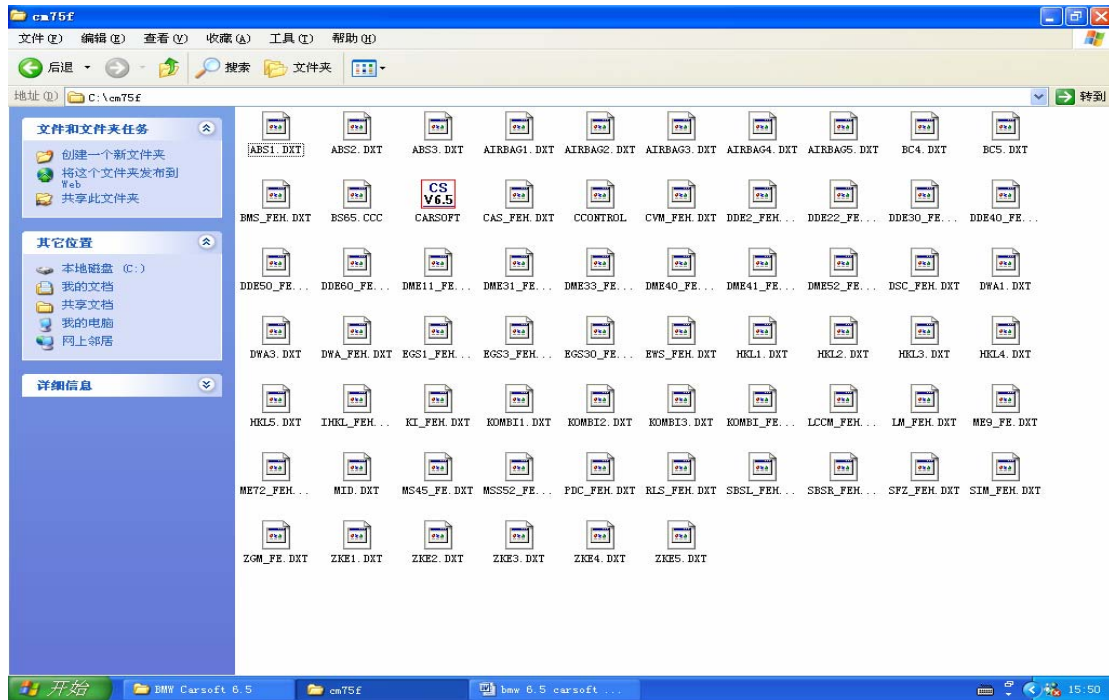 cm75f
文件(F) 编辑(E) 查看(V) 收藏(A) 工具(T) 帮助(H)
后退 搜索 文件夹
地址(D) C:\cm75f 转到
文件和文件夹任务
创建一个新文件夹
将这个文件夹发布到
Web
共享此文件夹
其它位置
本地磁盘 (C:)
我的文档
共享文档
我的电脑
网上邻居
详细信息
ABS1.DXT ABS2.DXT ABS3.DXT AIRBAG1.DXT AIRBAG2.DXT AIRBAG3.DXT AIRBAG4.DXT AIRBAG5.DXT BC4.DXT BC5.DXT
CS
V6.5
BMS_FEH.DXT BS65.CCC CARSOFT CAS_FEH.DXT CCONTROL CVM_FEH.DXT DDE2_FEH... DDE22_FE... DDE30_FE... DDE40_FE...
DDE50_FE... DDE60_FE... DME11_FE... DME31_FE... DME33_FE... DME40_FE... DME41_FE... DME52_FE... DSC_FEH.DXT DWA1.DXT
DWA3.DXT DWA_FEH.DXT EGS1_FEH... EGS3_FEH... EGS30_FE... EWS_FEH.DXT HKL1.DXT HKL2.DXT HKL3.DXT HKL4.DXT
HKL5.DXT IHKL_FEH... KI_FEH.DXT KOMBI1.DXT KOMBI2.DXT KOMBI3.DXT KOMBI_FE... LCCM_FEH... LM_FEH.DXT ME9_FE.DXT
ME72_FEH... MID.DXT MS45_FE.DXT MSS52_FE... PDC_FEH.DXT RLS_FEH.DXT SBSL_FEH... SBSR_FEH... SFZ_FEH.DXT SIM_FEH.DXT
ZGM_FE.DXT ZKE1.DXT ZKE2.DXT ZKE3.DXT ZKE4.DXT ZKE5.DXT
开始 BMW Carsoft 6.5 cm75f bmw 6.5 carsoft ... 15:50